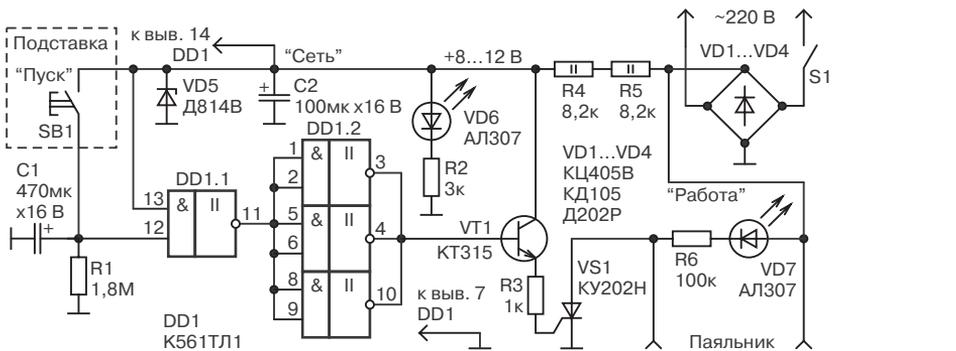 ~220 В
к выв. 14
DD1
Подставка
"Сеть"
+8...12 В
VD1...VD4
"Пуск"
SB1
VD5
Д814В
+
C2
100мк х16 В
VD6
АЛ307
R4
8,2к
R5
8,2к
S1
DD1.2
C1
470мк
х16 В
+
DD1.1
&
13
12
11
1
2
&
3
5
6
&
4
8
9
&
10
R2
3к
VD1...VD4
КЦ405В
КД105
Д202Р
"Работа"
VT1
КТ315
R1
1,8М
R3
1к
VS1
КУ202Н
R6
100к
VD7
АЛ307
к выв. 7
DD1
DD1
К561ТЛ1
Паяльник